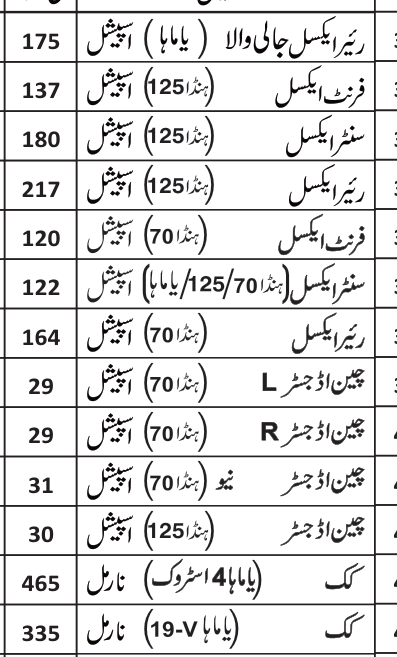 رئیر ایکسل جالی والا ( یاماہا ) اسپیشل 175
فرنٹ ایکسل (ہنڈا125) اسپیشل 137
سنٹر ایکسل (ہنڈا125) اسپیشل 180
رئیر ایکسل (ہنڈا125) اسپیشل 217
فرنٹ ایکسل (ہنڈا70) اسپیشل 120
سنٹر ایکسل (ہنڈا70/125/یاماہا) اسپیشل 122
رئیر ایکسل (ہنڈا70) اسپیشل 164
چین اڈجسٹر L (ہنڈا70) اسپیشل 29
چین اڈجسٹر R (ہنڈا70) اسپیشل 29
چین اڈجسٹر نیو (ہنڈا70) اسپیشل 31
چین اڈجسٹر (ہنڈا125) اسپیشل 30
کک (یاماہا4اسٹروک) نارمل 465
کک (یاماہا 19-V) نارمل 335